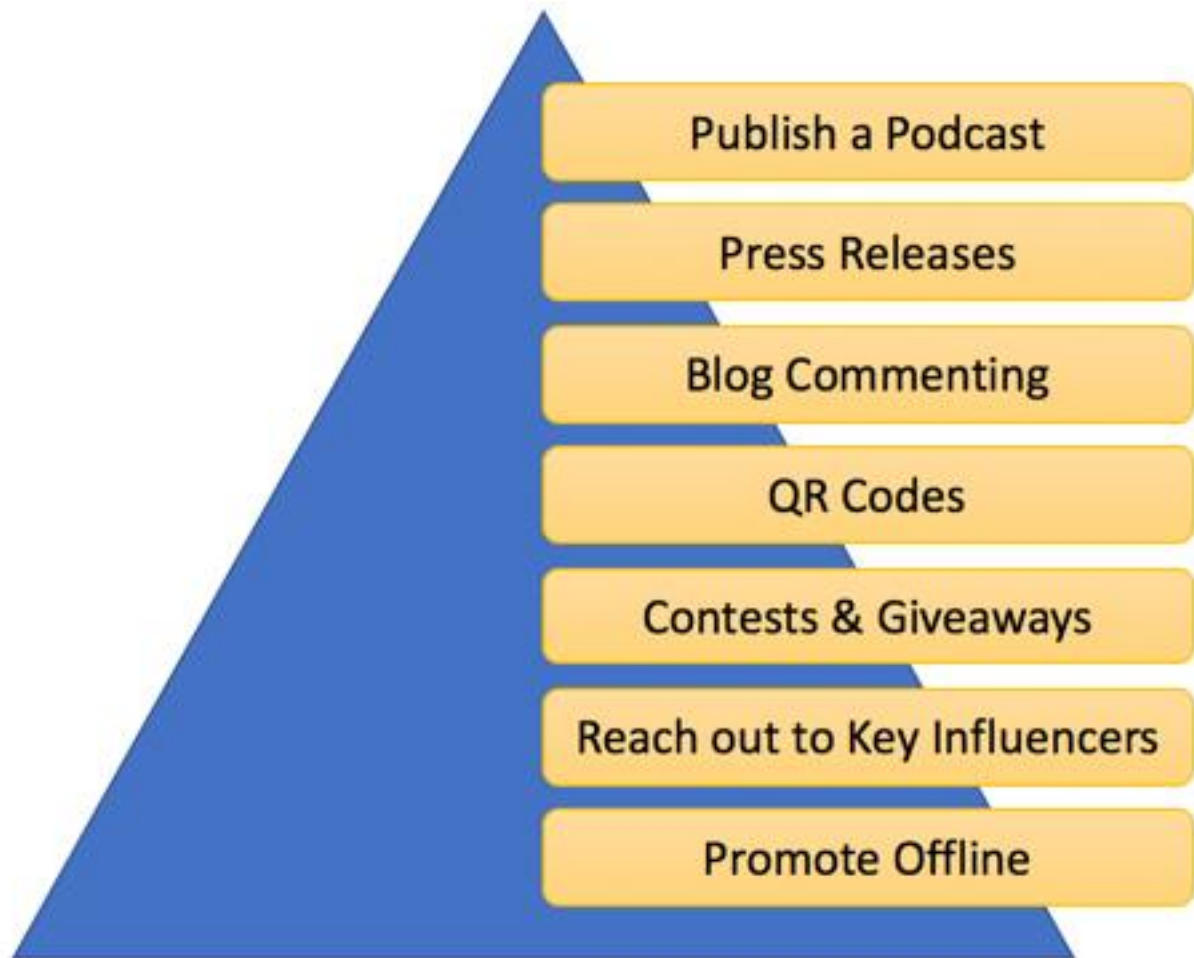 Publish a Podcast
Press Releases
Blog Commenting
QR Codes
Contests & Giveaways
Reach out to Key Influencers
Promote Offline